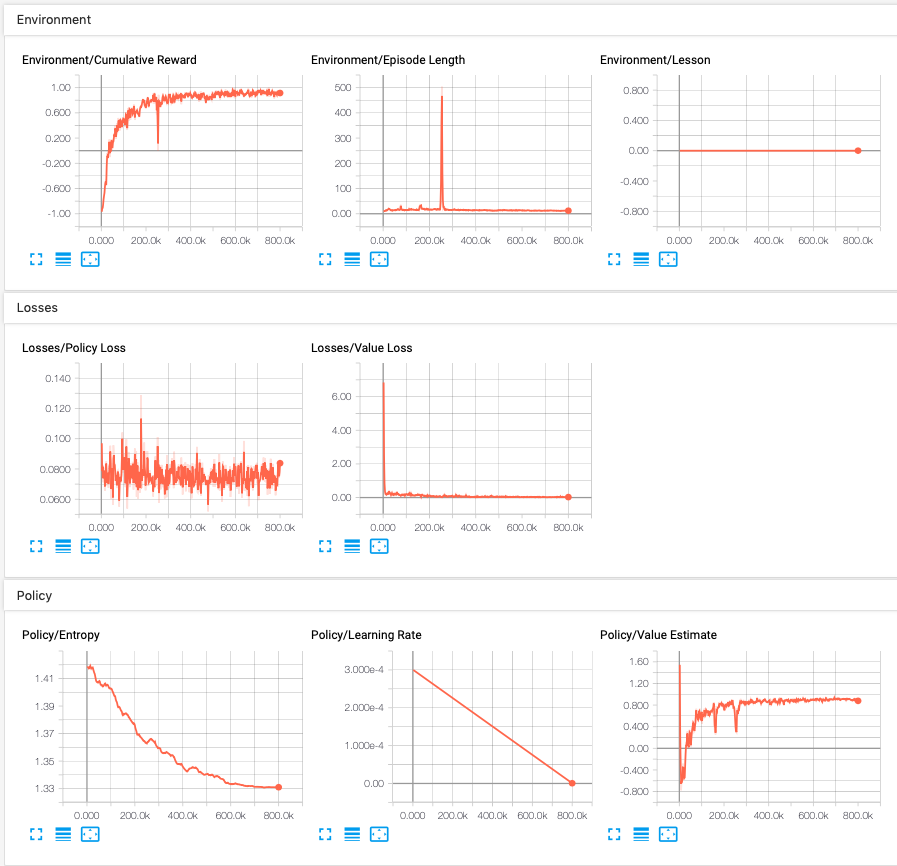 Environment
Environment/Cumulative Reward
Environment/Episode Length
Environment/Lesson
1.00
0.600
0.200
-0.200
-0.600
-1.00
0.000 200.0k 400.0k 600.0k 800.0k
500
400
300
200
100
0.00
0.000 200.0k 400.0k 600.0k 800.0k
0.800
0.400
0.00
-0.400
-0.800
0.000 200.0k 400.0k 600.0k 800.0k
Losses
Losses/Policy Loss
Losses/Value Loss
0.140
0.120
0.100
0.0800
0.0600
0.000 200.0k 400.0k 600.0k 800.0k
6.00
4.00
2.00
0.00
0.000 200.0k 400.0k 600.0k 800.0k
Policy
Policy/Entropy
Policy/Learning Rate
Policy/Value Estimate
1.41
1.39
1.37
1.35
1.33
0.000 200.0k 400.0k 600.0k 800.0k
3.000e-4
2.000e-4
1.000e-4
0.00
0.000 200.0k 400.0k 600.0k 800.0k
1.60
1.20
0.800
0.400
0.00
-0.400
-0.800
0.000 200.0k 400.0k 600.0k 800.0k